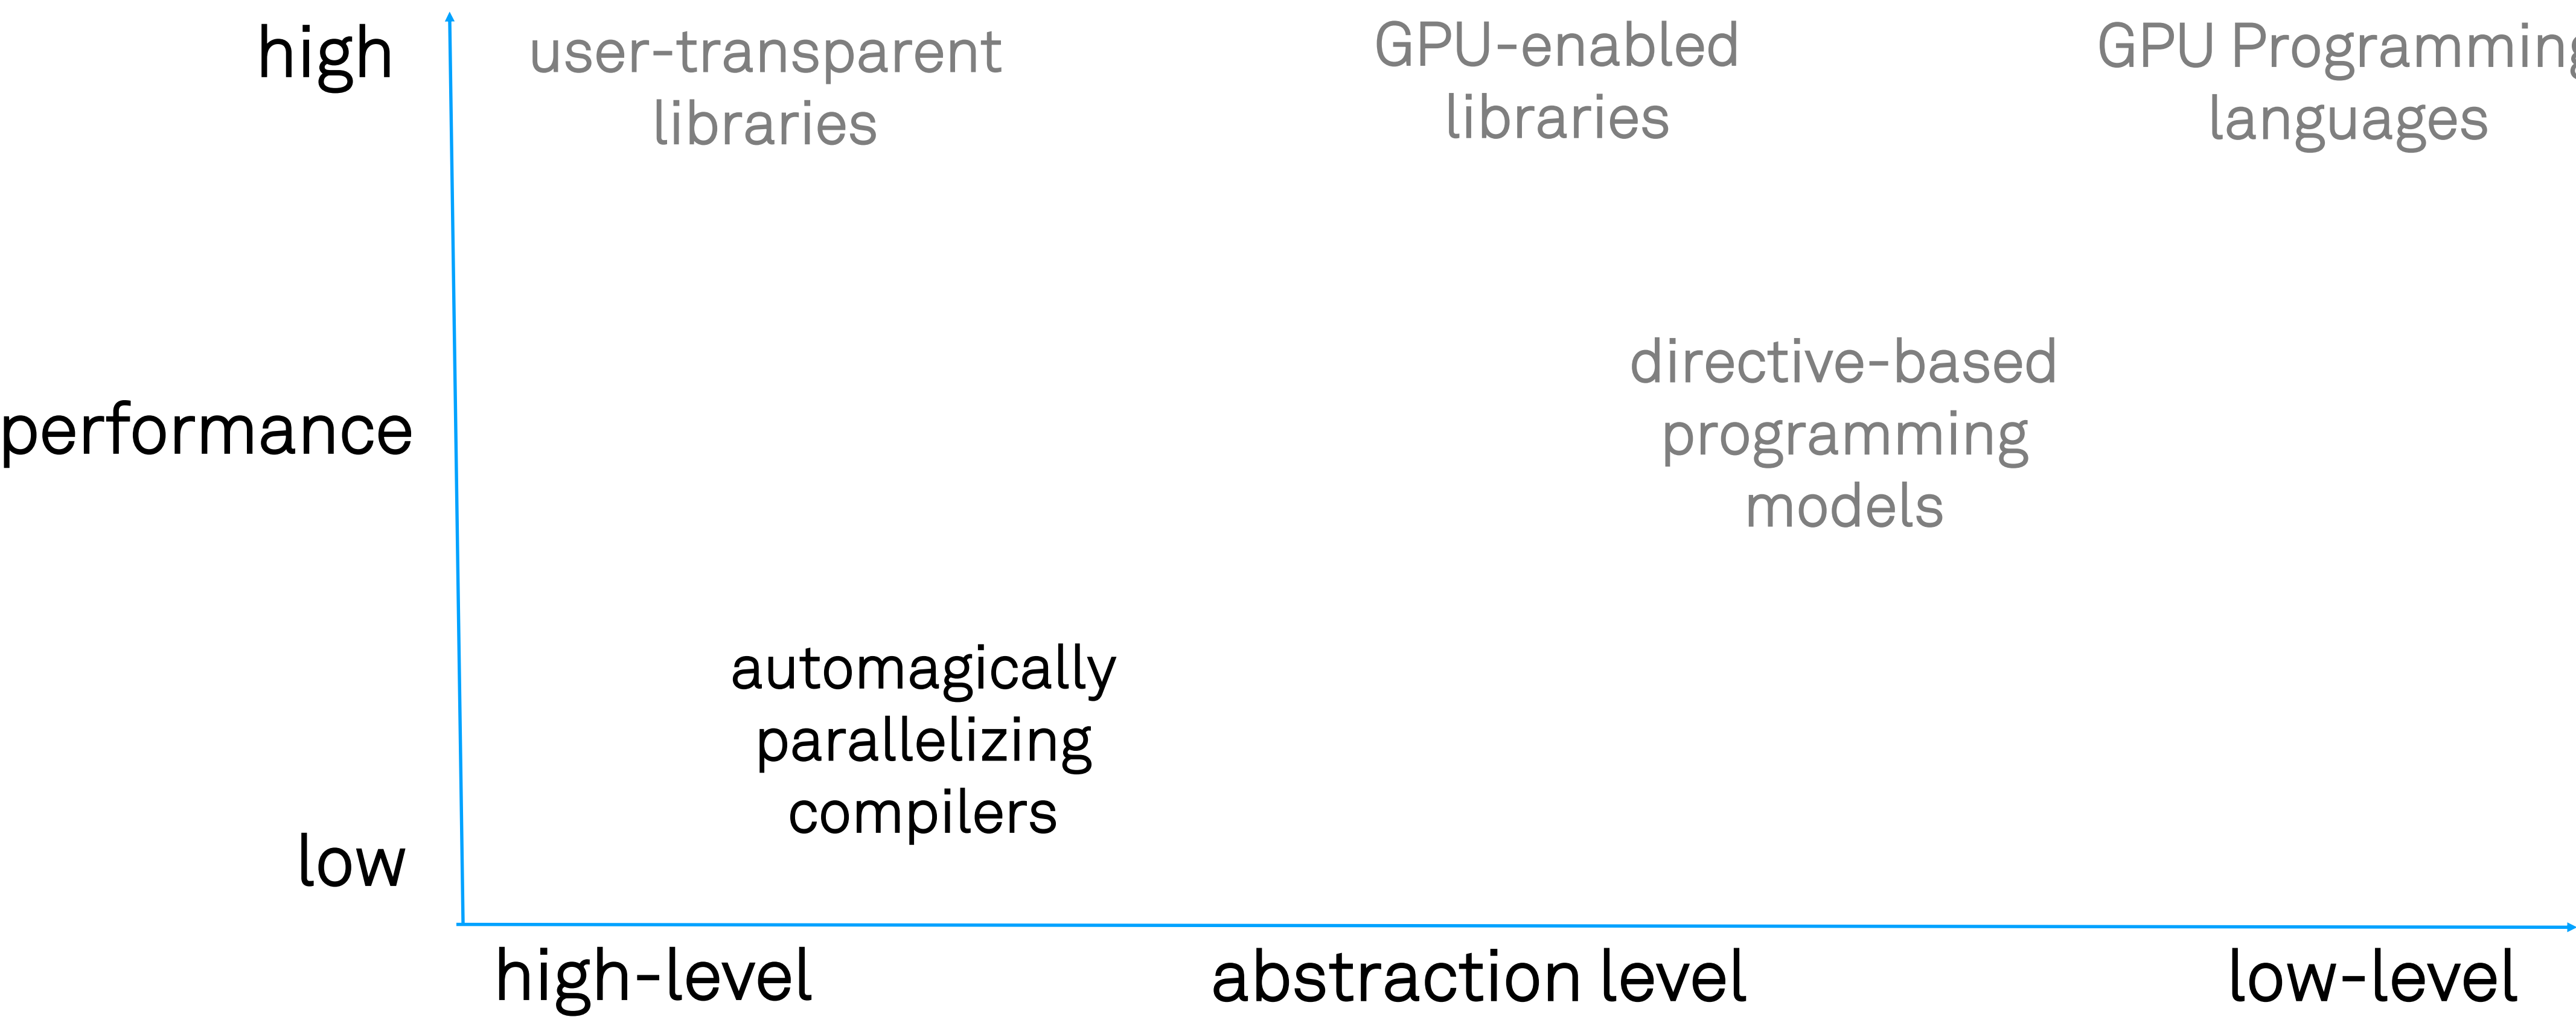 high
user-transparent
libraries
GPU-enabled
libraries
GPU Programming
languages
performance
directive-based
programming
models
automagically
parallelizing
compilers
low
high-level
abstraction level
low-level